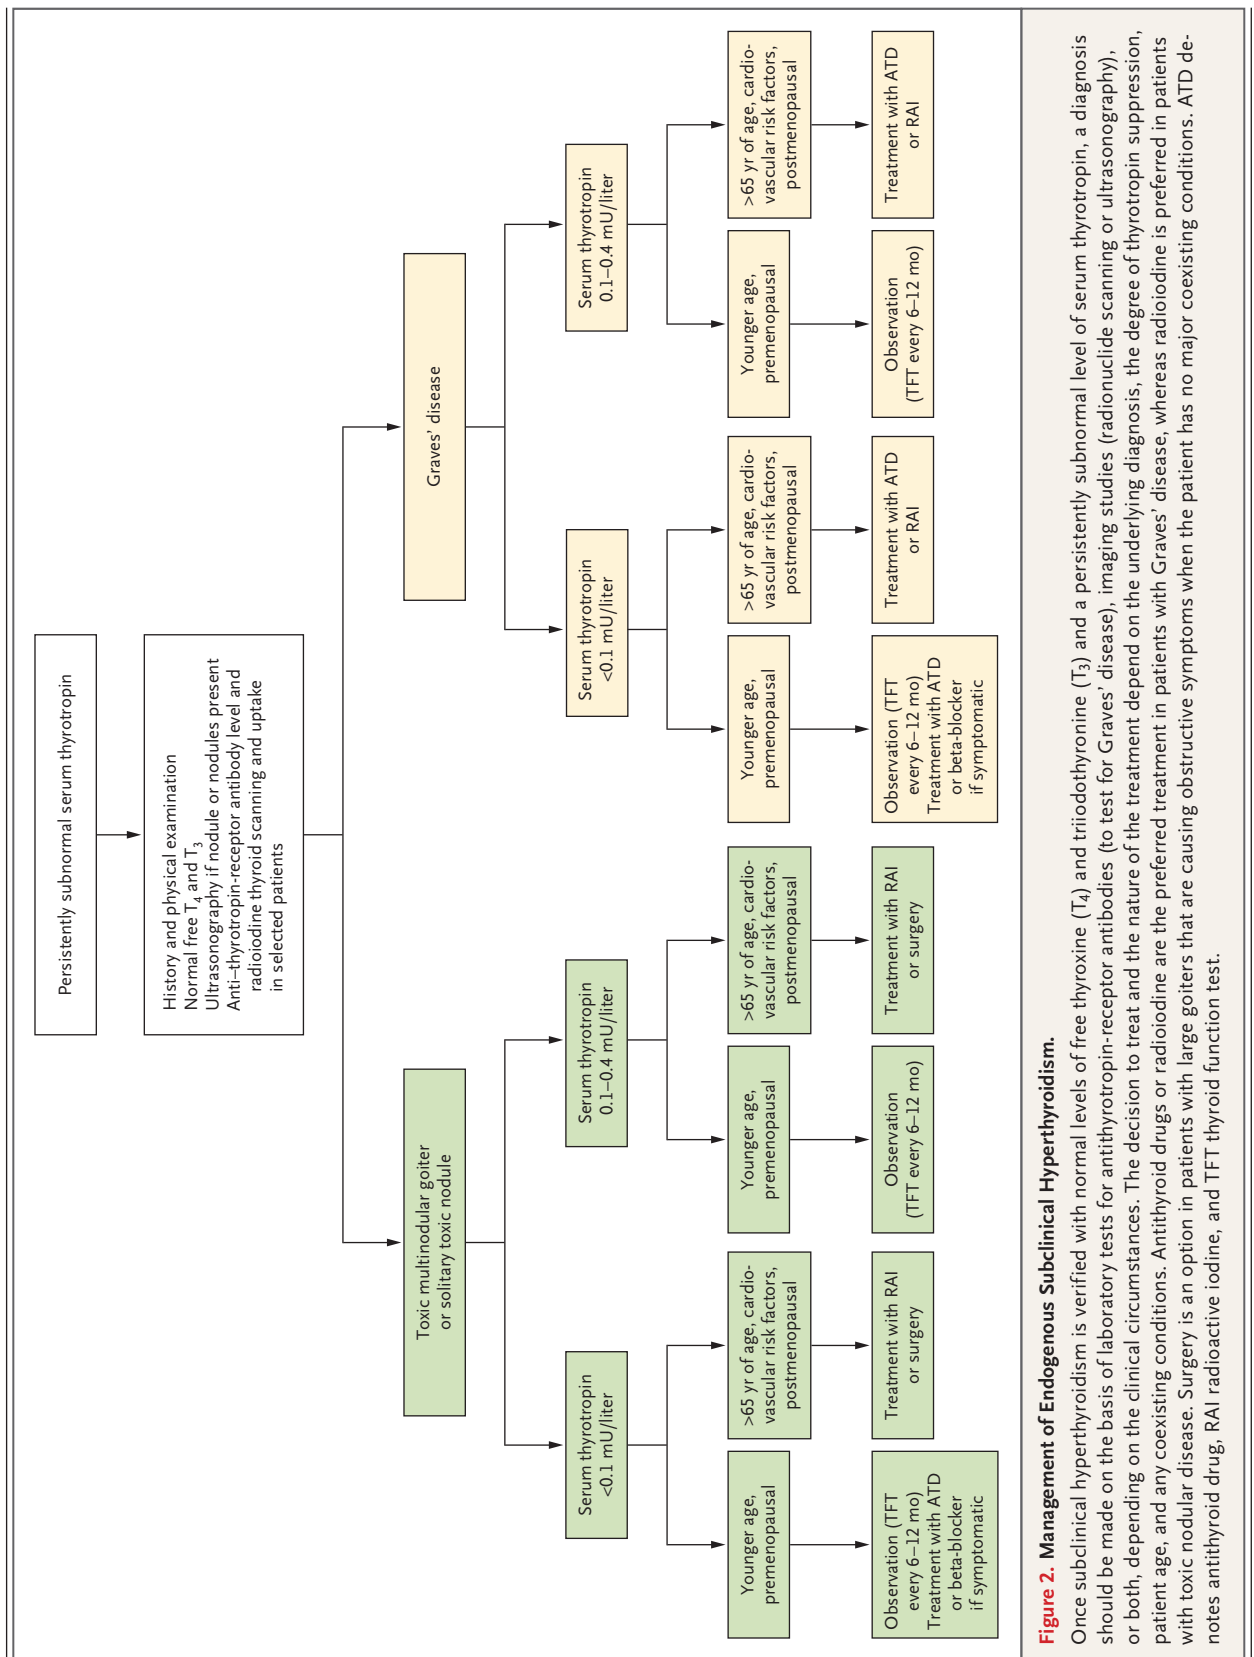 Persistently subnormal serum thyrotropin
History and physical examination
Normal free T4 and T3
Ultrasonography if nodule or nodules present
Anti–thyrotropin-receptor antibody level and
radioiodine thyroid scanning and uptake
in selected patients
Toxic multinodular goiter
or solitary toxic nodule
Graves’ disease
Serum thyrotropin
<0.1 mU/liter
Serum thyrotropin
0.1–0.4 mU/liter
Serum thyrotropin
<0.1 mU/liter
Serum thyrotropin
0.1–0.4 mU/liter
Younger age,
premenopausal
>65 yr of age, cardio-
vascular risk factors,
postmenopausal
Younger age,
premenopausal
>65 yr of age, cardio-
vascular risk factors,
postmenopausal
Younger age,
premenopausal
>65 yr of age, cardio-
vascular risk factors,
postmenopausal
Younger age,
premenopausal
>65 yr of age, cardio-
vascular risk factors,
postmenopausal
Observation (TFT
every 6–12 mo)
Treatment with ATD
or beta-blocker
if symptomatic
Treatment with RAI
or surgery
Observation
(TFT every 6–12 mo)
Treatment with RAI
or surgery
Observation (TFT
every 6–12 mo)
Treatment with ATD
or beta-blocker
if symptomatic
Treatment with ATD
or RAI
Observation
(TFT every 6–12 mo)
Treatment with ATD
or RAI
Figure 2. Management of Endogenous Subclinical Hyperthyroidism.
Once subclinical hyperthyroidism is verified with normal levels of free thyroxine (T4) and triiodothyronine (T3) and a persistently subnormal level of serum thyrotropin, a diagnosis
should be made on the basis of laboratory tests for antithyrotropin-receptor antibodies (to test for Graves’ disease), imaging studies (radionuclide scanning or ultrasonography),
or both, depending on the clinical circumstances. The decision to treat and the nature of the treatment depend on the underlying diagnosis, the degree of thyrotropin suppression,
patient age, and any coexisting conditions. Antithyroid drugs or radioiodine are the preferred treatment in patients with Graves’ disease, whereas radioiodine is preferred in patients
with toxic nodular disease. Surgery is an option in patients with large goiters that are causing obstructive symptoms when the patient has no major coexisting conditions. ATD de-
notes antithyroid drug, RAI radioactive iodine, and TFT thyroid function test.